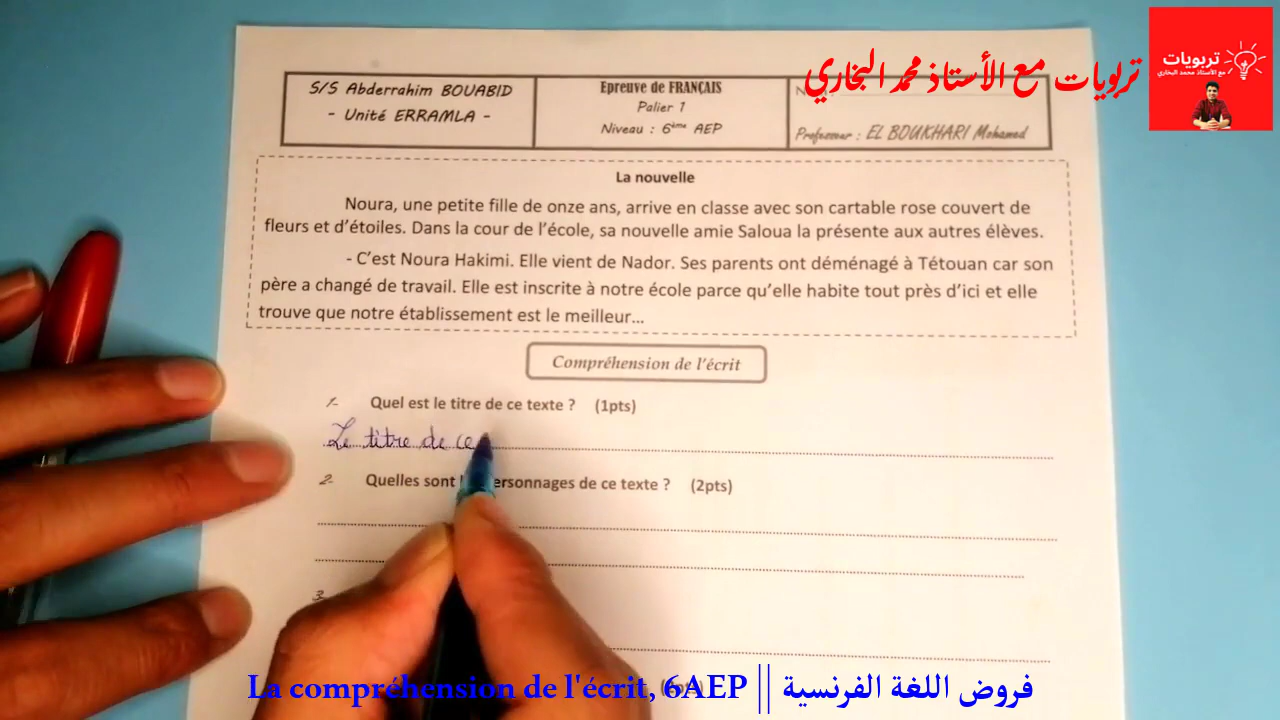 تربويات مع الأستاذ محمد البخاري
تربويات
مع الأستاذ محمد البخاري
S/S Abderrahim BOUABID
- Unité ERRAMLA -
Epreuve de FRANÇAIS
Palier 1
Niveau : 6ème AEP
Professeur : EL BOUKHARI Mohamed
La nouvelle
Noura, une petite fille de onze ans, arrive en classe avec son cartable rose couvert de
fleurs et d'étoiles. Dans la cour de l'école, sa nouvelle amie Saloua la présente aux autres élèves.
- C'est Noura Hakimi. Elle vient de Nador. Ses parents ont déménagé à Tétouan car son
père a changé de travail. Elle est inscrite à notre école parce qu'elle habite tout près d'ici et elle
trouve que notre établissement est le meilleur...
Compréhension de l'écrit
1- Quel est le titre de ce texte ? (1pts)
Le titre de ce
2- Quelles sont personnages de ce texte ? (2pts)
3-
La compréhension de l'écrit, 6AEP || فروض اللغة الفرنسية